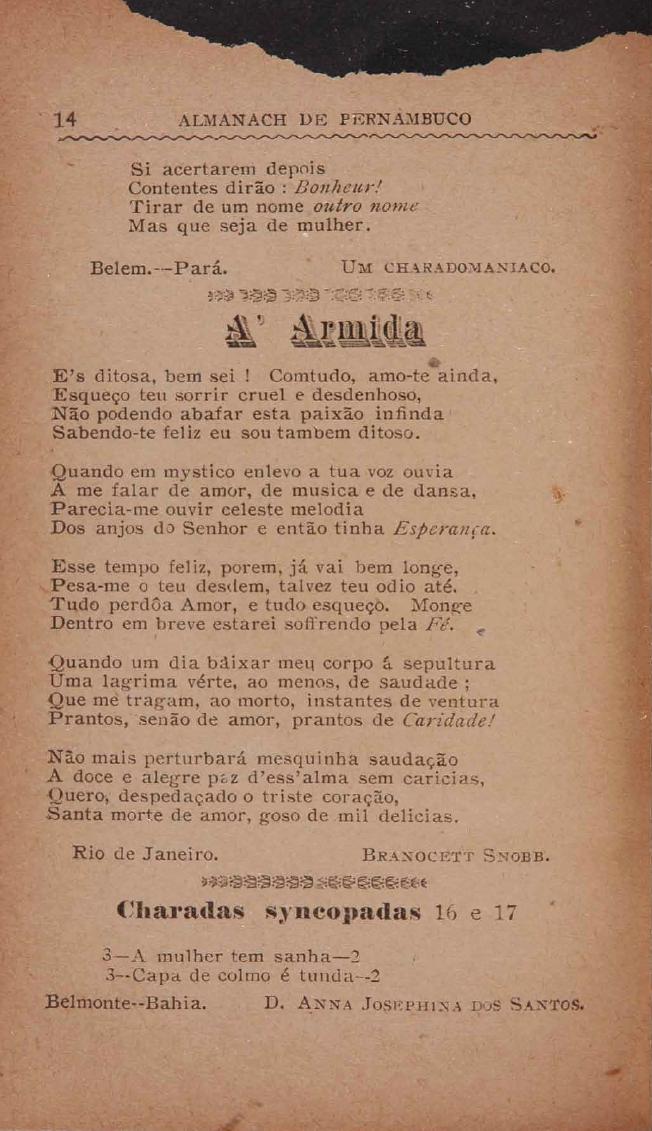 14 ALMANACH DE PERNAMBUCO
Si acertarem depois
Contentes dirão : Bonheur!
Tirar de um nome outro nome
Mas que seja de mulher.
Belem.--Pará. UM CHARADOMANIACO.
A' Armida
E's ditosa, bem sei ! Comtudo, amo-te ainda,
Esqueço teu sorrir cruel e desdenhoso,
Não podendo abafar esta paixão infinda
Sabendo-te feliz eu sou tambem ditoso.
Quando em mystico enlevo a tua voz ouvia
A me falar de amor, de musica e de dansa,
Parecia-me ouvir celeste melodia
Dos anjos do Senhor e então tinha Esperança.
Esse tempo feliz, porem, já vai bem longe,
Pesa-me o teu desdem, talvez teu odio até.
Tudo perdôa Amor, e tudo esqueço. Monge
Dentro em breve estarei soffrendo pela Fé.
Quando um dia baixar meu corpo á sepultura
Uma lagrima vérte, ao menos, de saudade ;
Que me tragam, ao morto, instantes de ventura
Prantos, senão de amor, prantos de Caridade!
Não mais perturbará mesquinha saudação
A doce e alegre paz d'ess'alma sem caricias,
Quero, despedaçado o triste coração,
Santa morte de amor, goso de mil delicias.
Rio de Janeiro. BRANOCETT SNOBB.
Charadas syncopadas 16 e 17
3—A mulher tem sanha—2
3--Capa de colmo é tunda--2
Belmonte--Bahia. D. ANNA JOSEPHINA DOS SANTOS.